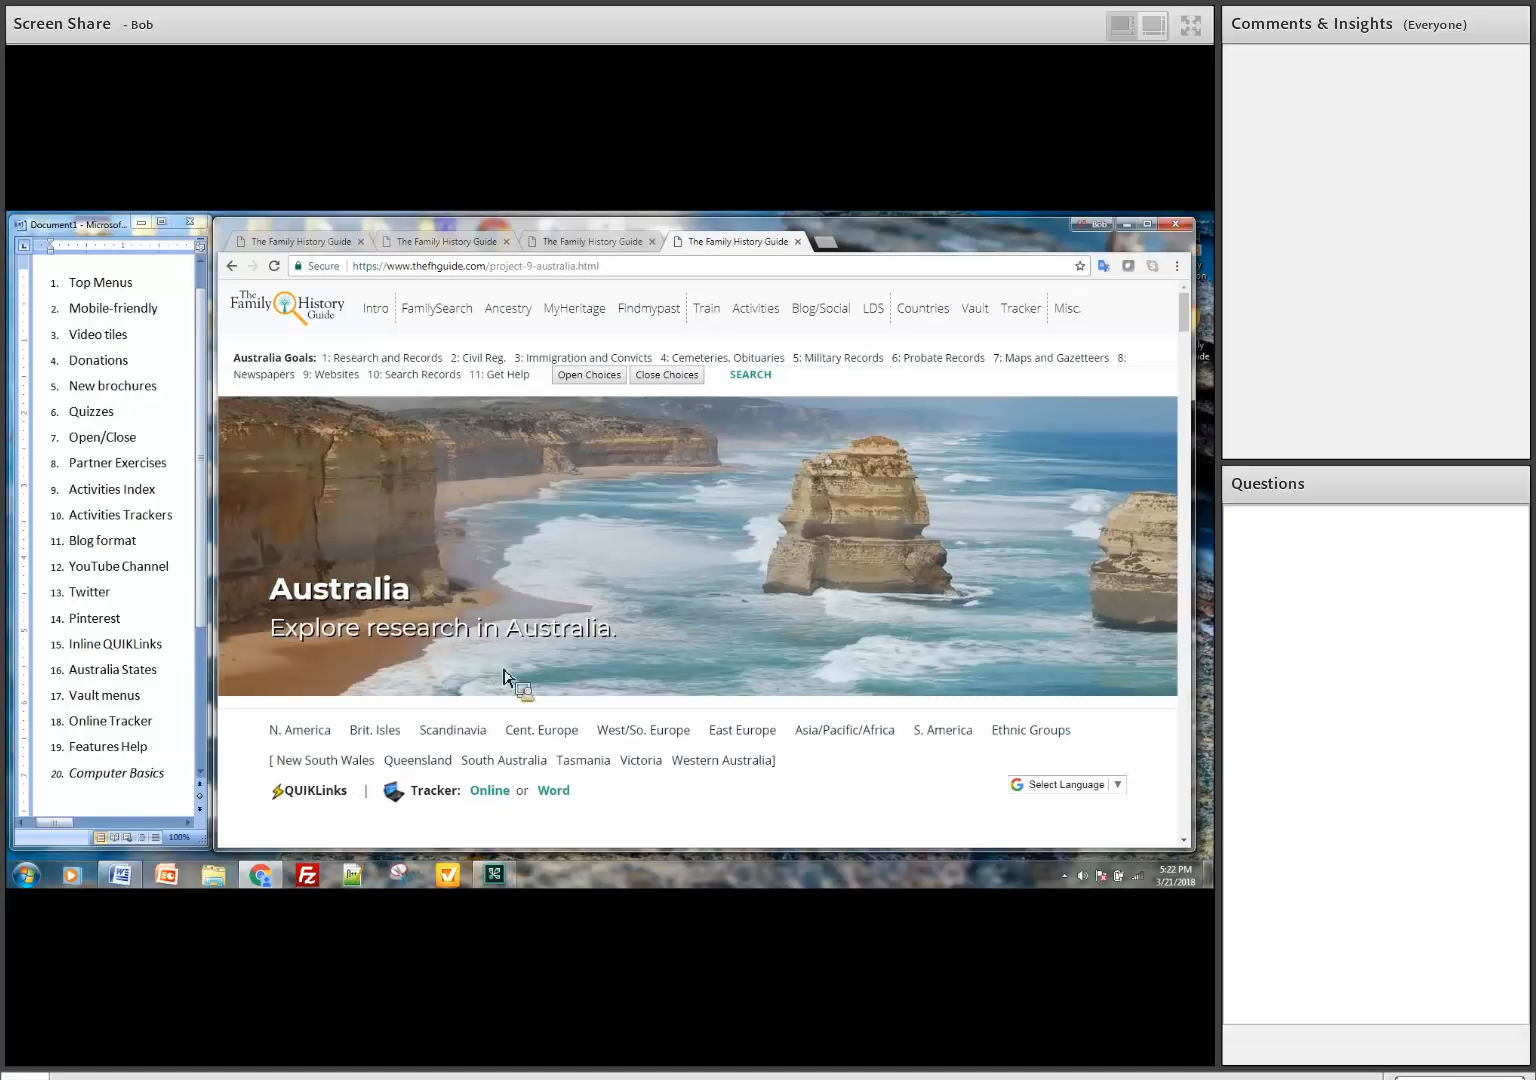 Screen Share - Bob
Comments & Insights (Everyone)
Questions
Document1 - Microsof...
1. Top Menus
2. Mobile-friendly
3. Video tiles
4. Donations
5. New brochures
6. Quizzes
7. Open/Close
8. Partner Exercises
9. Activities Index
10. Activities Trackers
11. Blog format
12. YouTube Channel
13. Twitter
14. Pinterest
15. Inline QUIKLinks
16. Australia States
17. Vault menus
18. Online Tracker
19. Features Help
20. Computer Basics
100%
Bob
The Family History Guide The Family History Guide The Family History Guide The Family History Guide
Secure https://www.thefhguide.com/project-9-australia.html
The Family History Guide
Intro FamilySearch Ancestry MyHeritage Findmypast Train Activities Blog/Social LDS Countries Vault Tracker Misc.
Australia Goals: 1: Research and Records 2: Civil Reg. 3: Immigration and Convicts 4: Cemeteries, Obituaries 5: Military Records 6: Probate Records 7: Maps and Gazetteers 8:
Newspapers 9: Websites 10: Search Records 11: Get Help Open Choices Close Choices SEARCH
Australia
Explore research in Australia.
N. America Brit. Isles Scandinavia Cent. Europe West/So. Europe East Europe Asia/Pacific/Africa S. America Ethnic Groups
[ New South Wales Queensland South Australia Tasmania Victoria Western Australia]
QUIKLinks | Tracker: Online or Word
Select Language
5:22 PM
3/21/2018